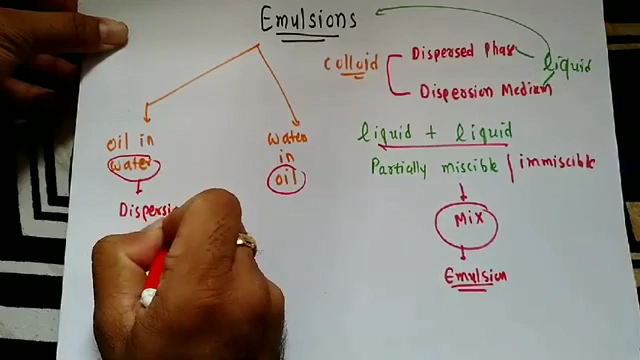 Emulsions
colloid
Dispersed Phase
liquid
Dispersion Medium
oil in
water
water
in
oil
liquid + liquid
Partially miscible | immiscible
Mix
Emulsion